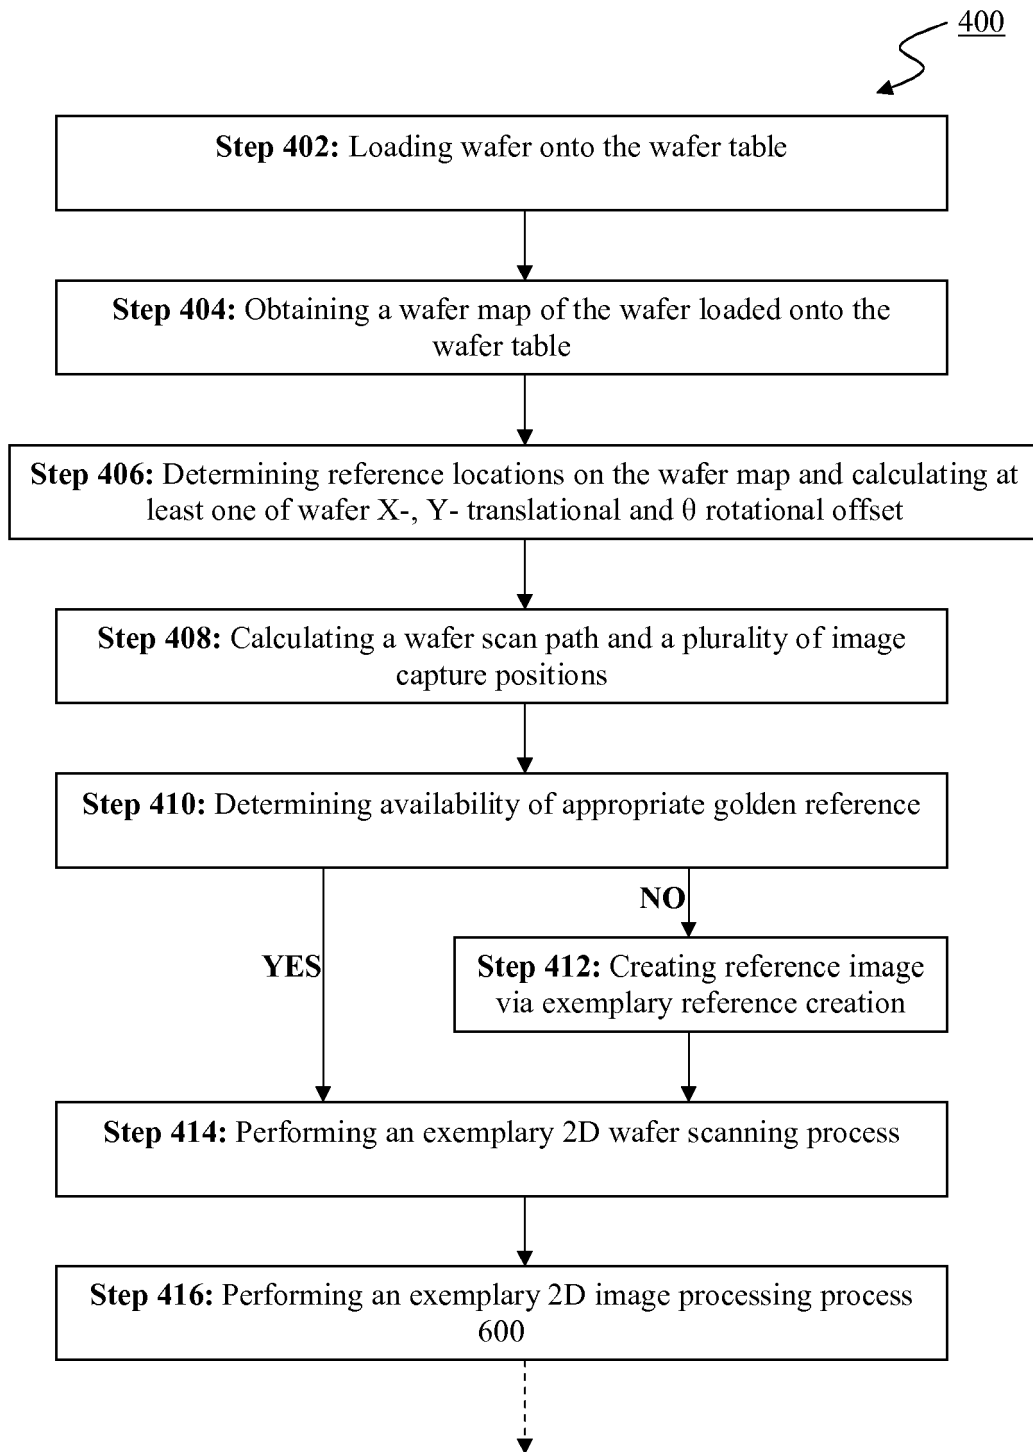 400
Step 402: Loading wafer onto the wafer table
Step 404: Obtaining a wafer map of the wafer loaded onto the
wafer table
Step 406: Determining reference locations on the wafer map and calculating at
least one of wafer X-, Y- translational and θ rotational offset
Step 408: Calculating a wafer scan path and a plurality of image
capture positions
Step 410: Determining availability of appropriate golden reference
NO
YES
Step 412: Creating reference image
via exemplary reference creation
Step 414: Performing an exemplary 2D wafer scanning process
Step 416: Performing an exemplary 2D image processing process
600